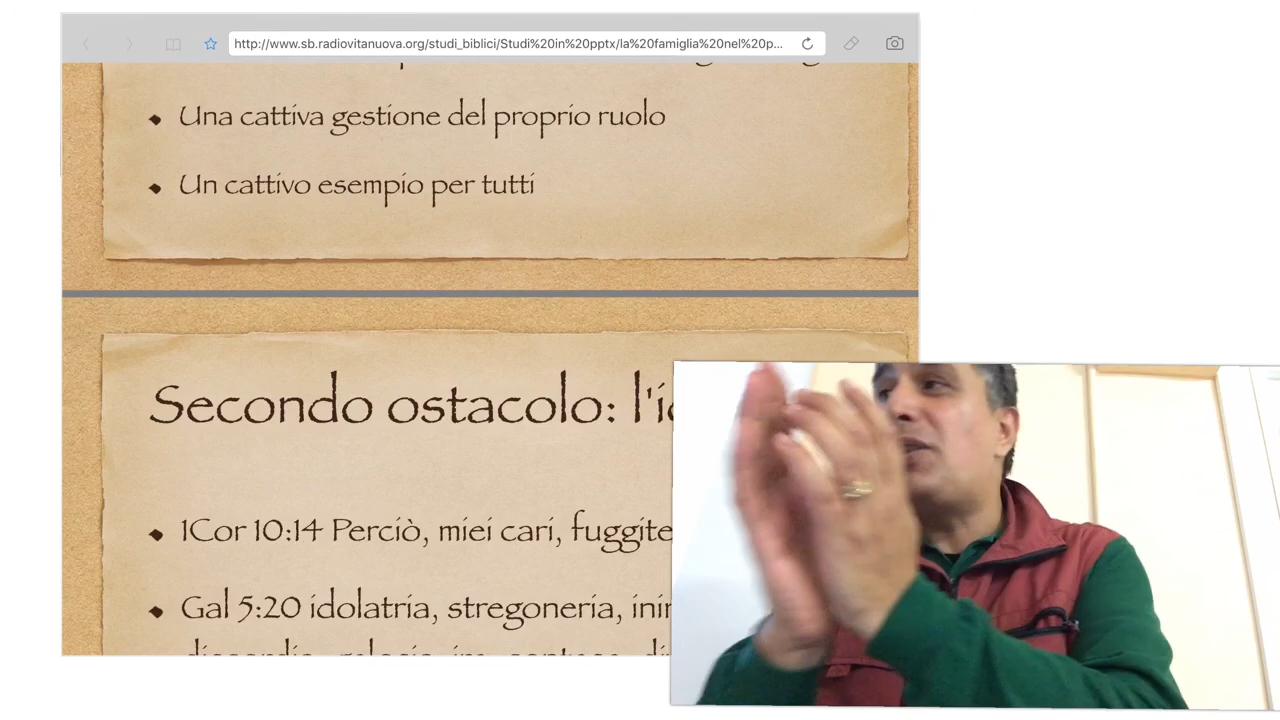 http://www.sb.radiovitanuova.org/studi_biblici/Studi%20in%20pptx/la%20famiglia%20nel%20p...
Una cattiva gestione del proprio ruolo
Un cattivo esempio per tutti
Secondo ostacolo:
1Cor 10:14 Perciò, miei cari, fuggite
Gal 5:20 idolatria, stregoneria,